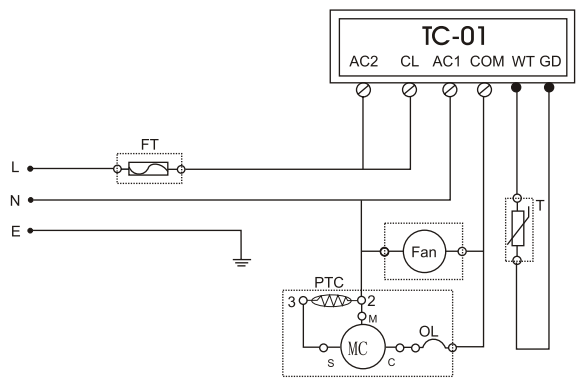 TC-01
AC2 CL AC1 COM WT GD
FT
L
N
E
T
Fan
PTC
3 2
M
OL
MC
S C